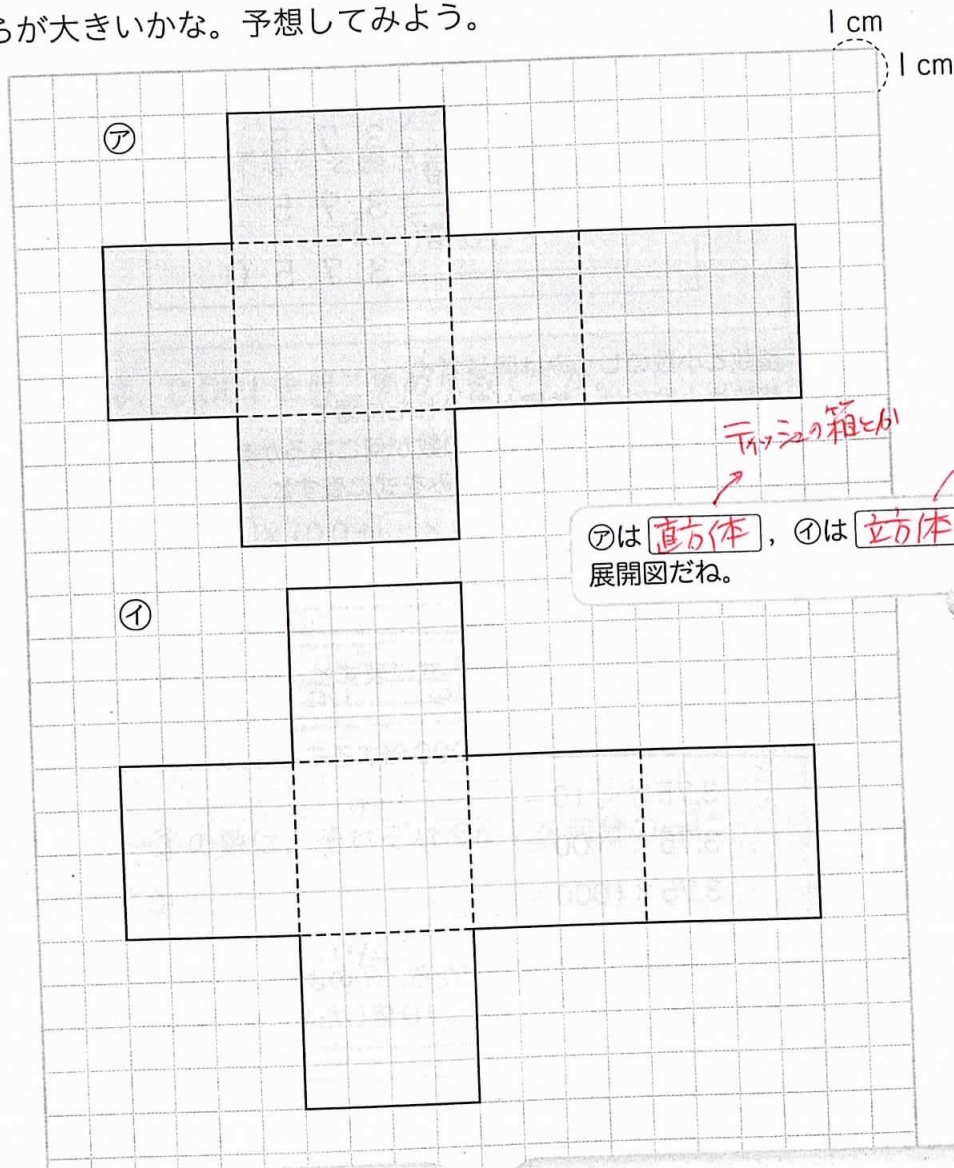 らが大きいかな。予想してみよう。
1 cm
1 cm
㋐
ティッシュの箱とか
㋐は 直方体 , ㋑は 立方体
展開図だね。
㋑